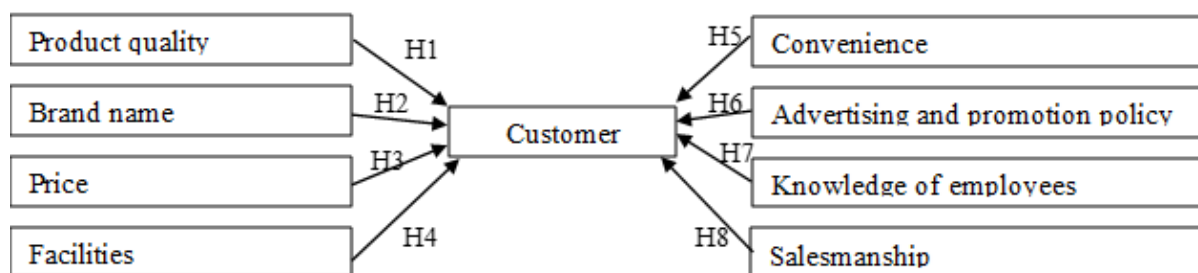 Product quality
H1
Brand name
H2
Price
H3
Facilities
H4
Customer
H5
Convenience
H6
Advertising and promotion policy
H7
Knowledge of employees
H8
Salesmanship